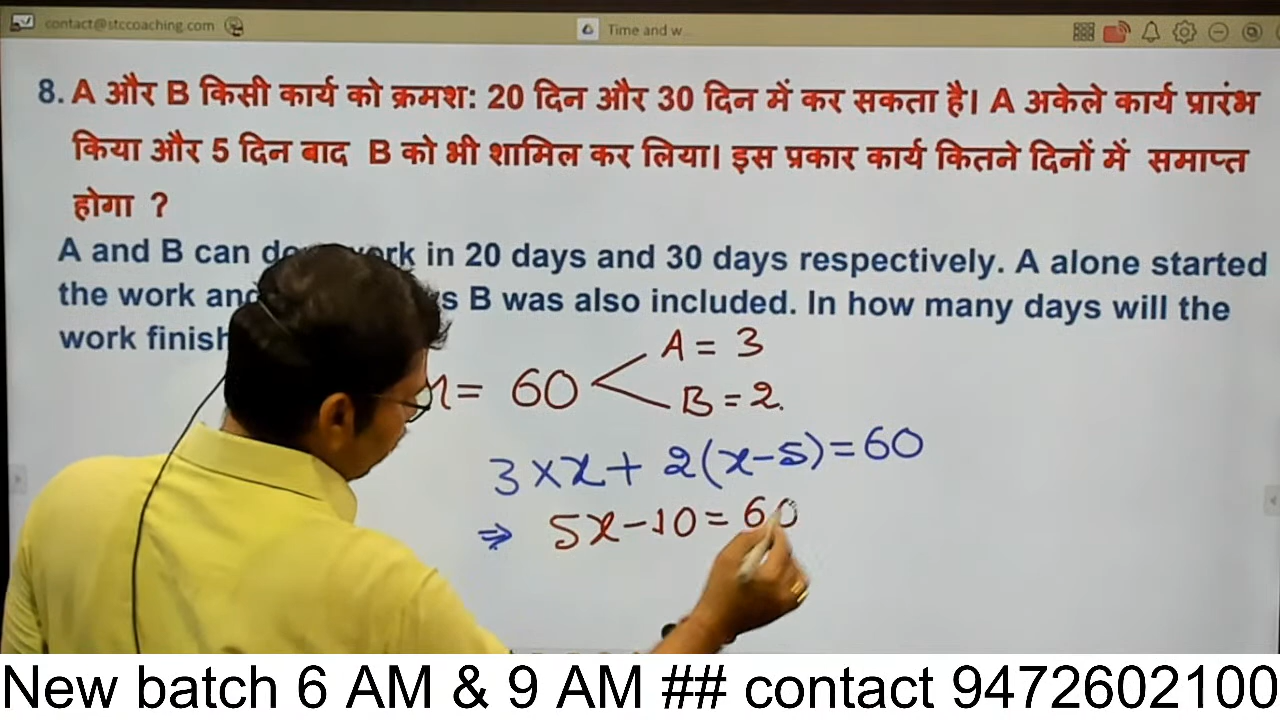 contact@stccoaching.com
Time and w...
8. A और B किसी कार्य को क्रमश: 20 दिन और 30 दिन में कर सकता है। A अकेले कार्य प्रारंभ
किया और 5 दिन बाद B को भी शामिल कर लिया। इस प्रकार कार्य कितने दिनों में समाप्त
होगा ?
A and B can work in 20 days and 30 days respectively. A alone started
the work B was also included. In how many days will the
work
= 60
A = 3
B = 2.
3 × x + 2(x-5) = 60
⇒ 5x - 10 = 60
New batch 6 AM & 9 AM ## contact 9472602100